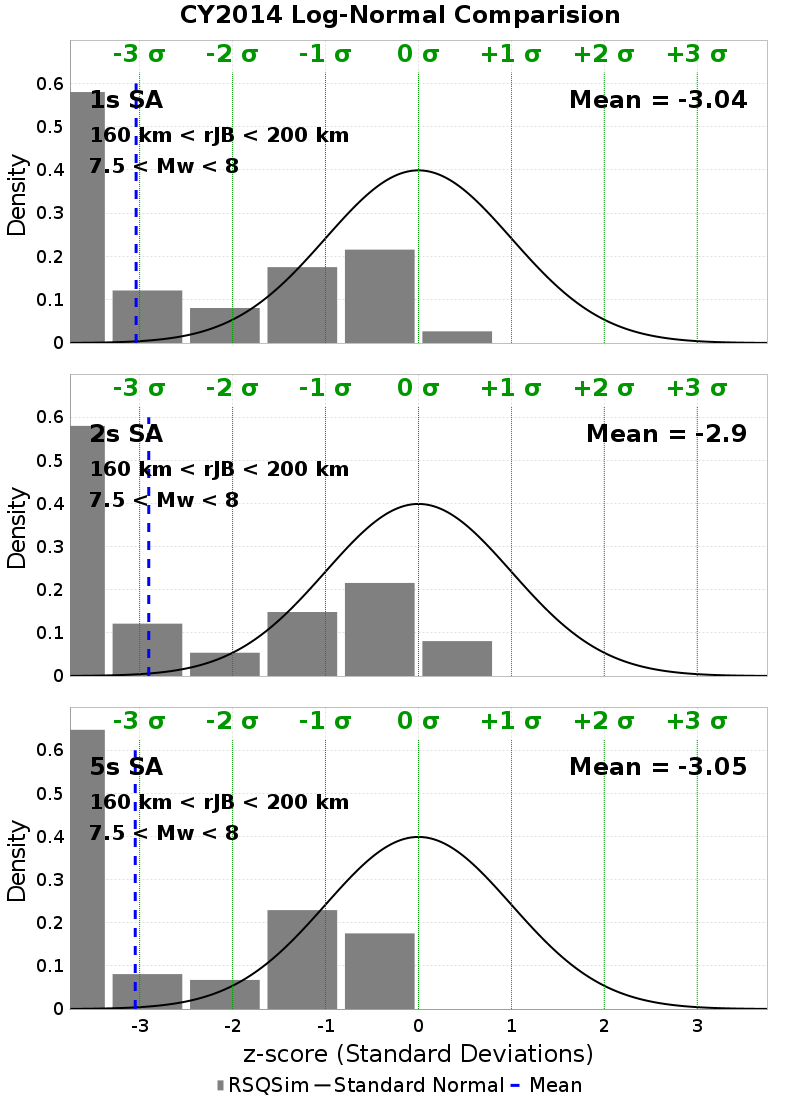 CY2014 Log-Normal Comparision
-3 σ -2 σ -1 σ 0 σ +1 σ +2 σ +3 σ
0.6
1s SA
Mean = -3.04
0.5
160 km < rJB < 200 km
7.5 < Mw < 8
0.4
Density
0.3
0.2
0.1
0
-3 σ -2 σ -1 σ 0 σ +1 σ +2 σ +3 σ
0.6
2s SA
Mean = -2.9
0.5
160 km < rJB < 200 km
7.5 < Mw < 8
0.4
Density
0.3
0.2
0.1
0
-3 σ -2 σ -1 σ 0 σ +1 σ +2 σ +3 σ
0.6
5s SA
Mean = -3.05
0.5
160 km < rJB < 200 km
7.5 < Mw < 8
0.4
Density
0.3
0.2
0.1
0
-3 -2 -1 0 1 2 3
z-score (Standard Deviations)
RSQSim Standard Normal Mean